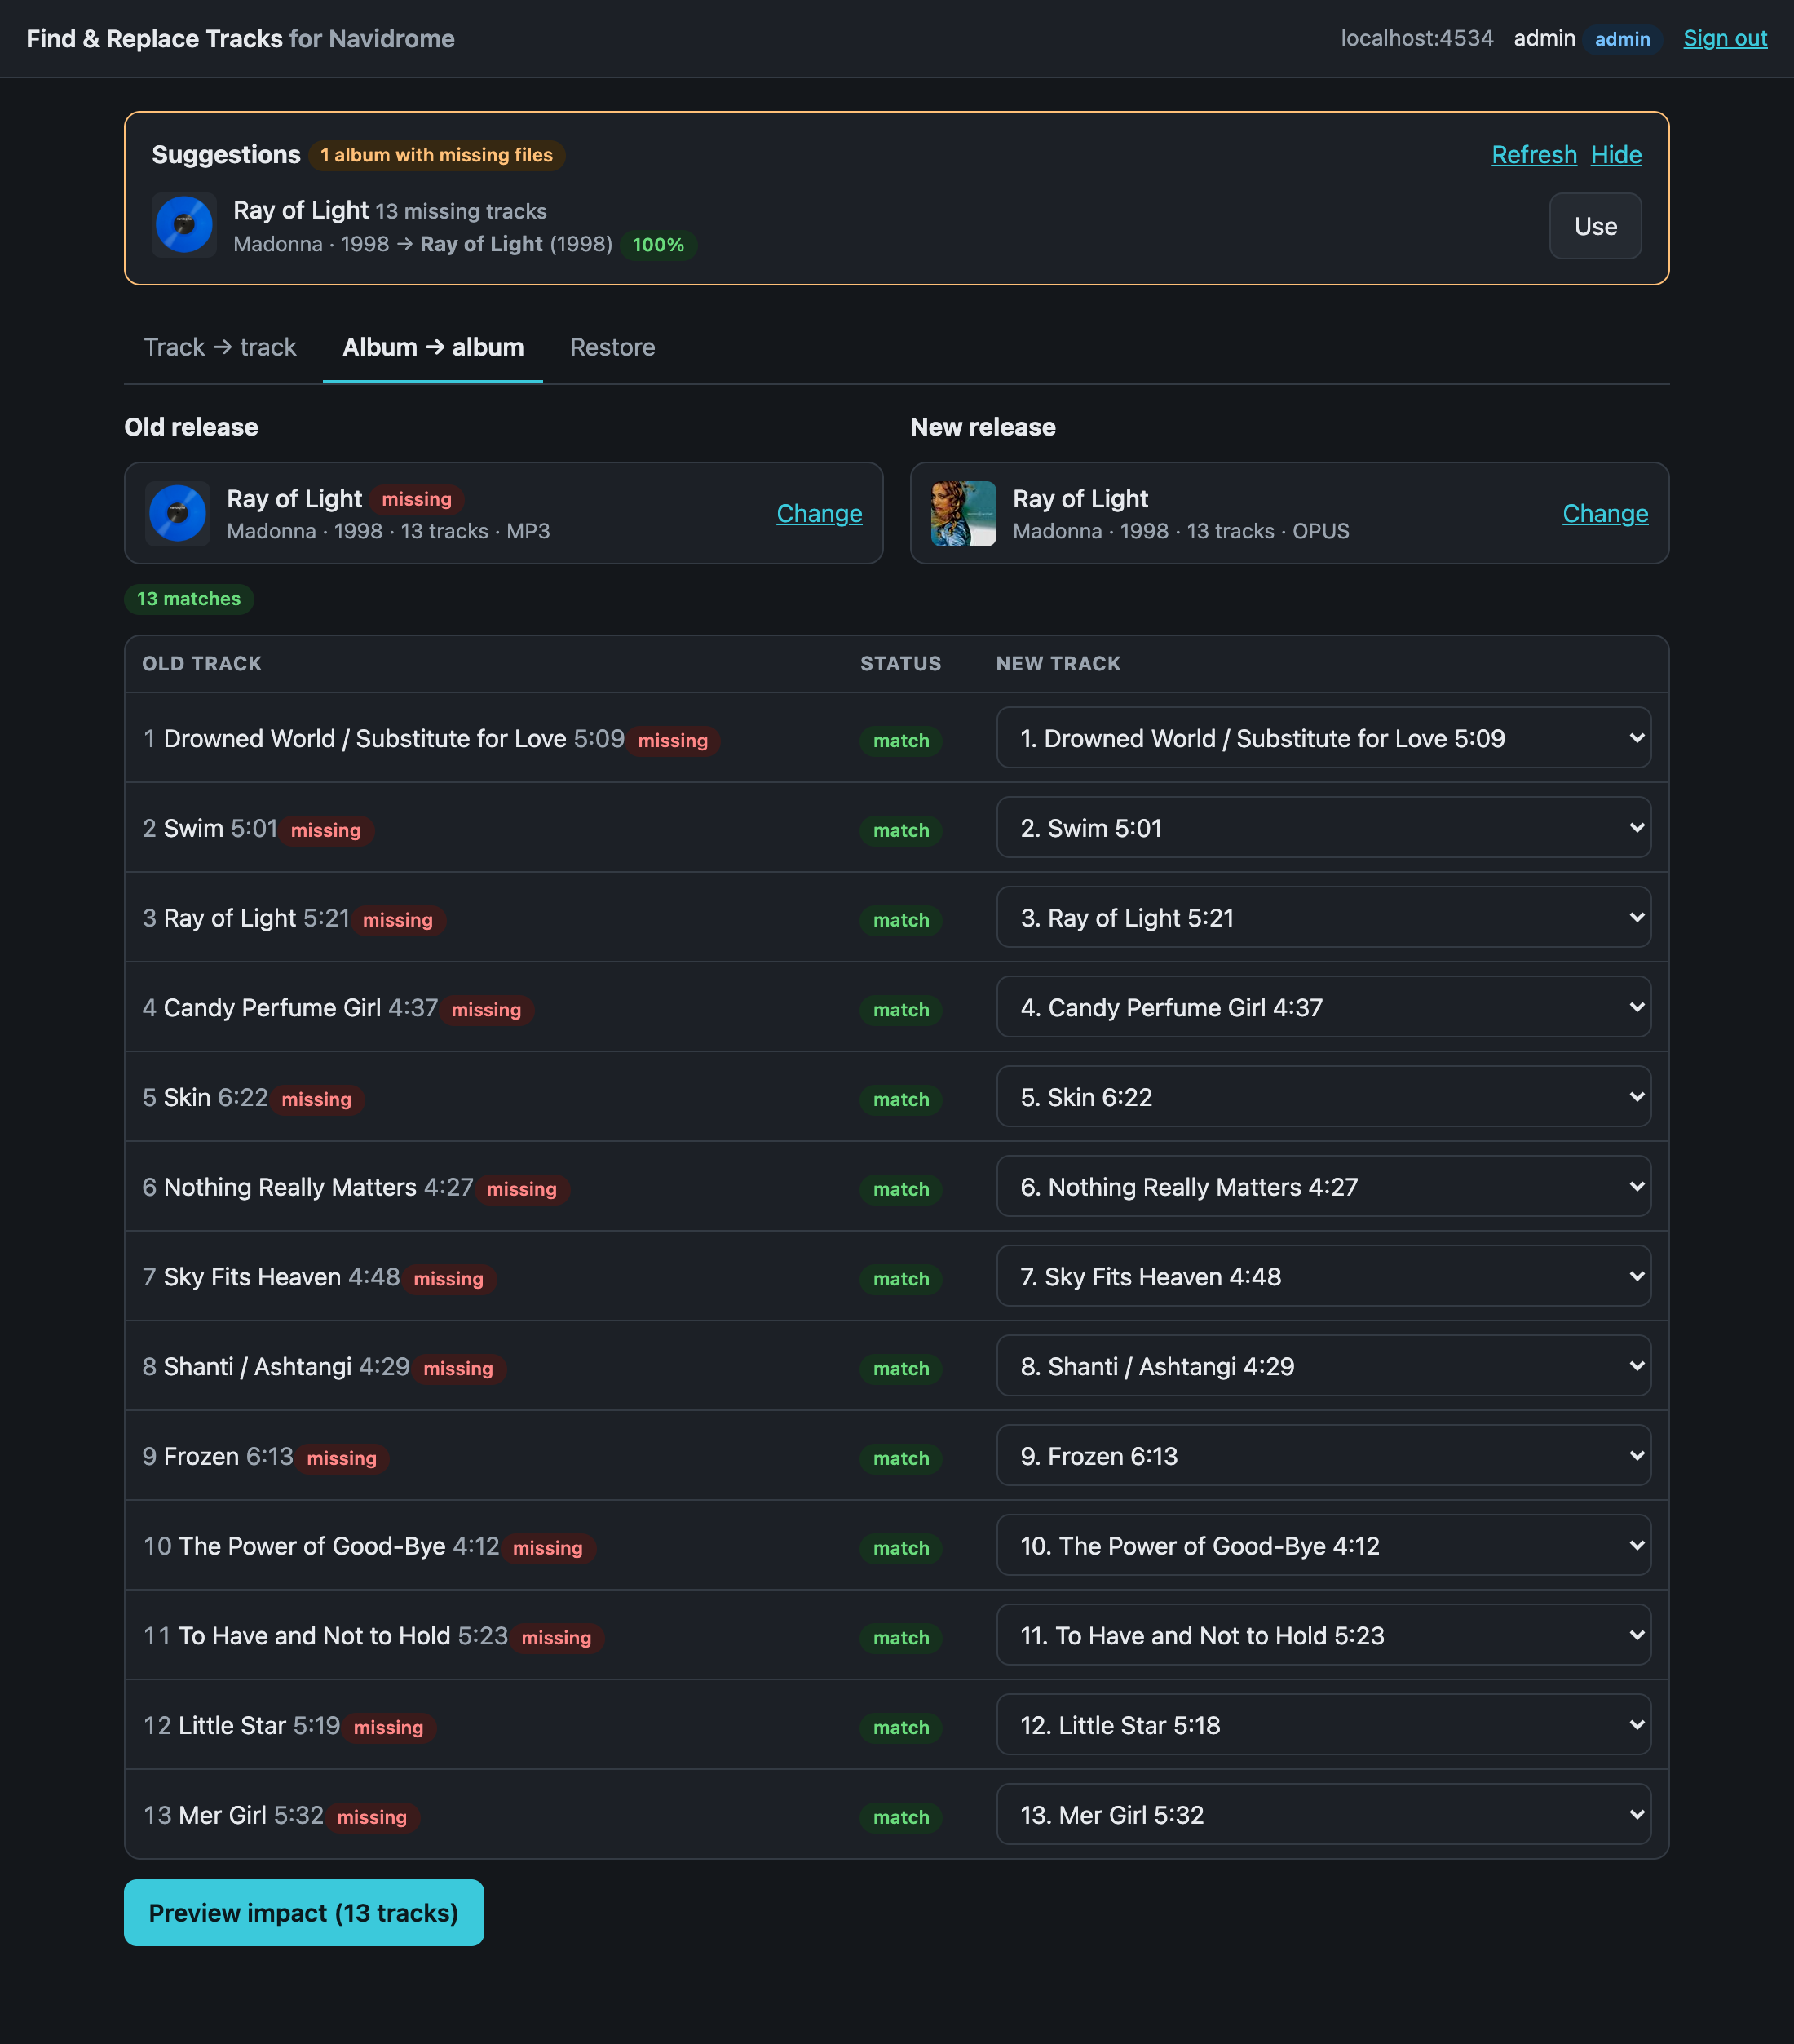 Find & Replace Tracks for Navidrome localhost:4534 admin admin Sign out
Suggestions 1 album with missing files Refresh Hide
Ray of Light 13 missing tracks
Madonna · 1998 → Ray of Light (1998) 100%
Use
Track → track Album → album Restore
Old release
Ray of Light missing
Madonna · 1998 · 13 tracks · MP3
Change
New release
Ray of Light
Madonna · 1998 · 13 tracks · OPUS
Change
13 matches
OLD TRACK STATUS NEW TRACK
1 Drowned World / Substitute for Love 5:09 missing match 1. Drowned World / Substitute for Love 5:09
2 Swim 5:01 missing match 2. Swim 5:01
3 Ray of Light 5:21 missing match 3. Ray of Light 5:21
4 Candy Perfume Girl 4:37 missing match 4. Candy Perfume Girl 4:37
5 Skin 6:22 missing match 5. Skin 6:22
6 Nothing Really Matters 4:27 missing match 6. Nothing Really Matters 4:27
7 Sky Fits Heaven 4:48 missing match 7. Sky Fits Heaven 4:48
8 Shanti / Ashtangi 4:29 missing match 8. Shanti / Ashtangi 4:29
9 Frozen 6:13 missing match 9. Frozen 6:13
10 The Power of Good-Bye 4:12 missing match 10. The Power of Good-Bye 4:12
11 To Have and Not to Hold 5:23 missing match 11. To Have and Not to Hold 5:23
12 Little Star 5:19 missing match 12. Little Star 5:18
13 Mer Girl 5:32 missing match 13. Mer Girl 5:32
Preview impact (13 tracks)